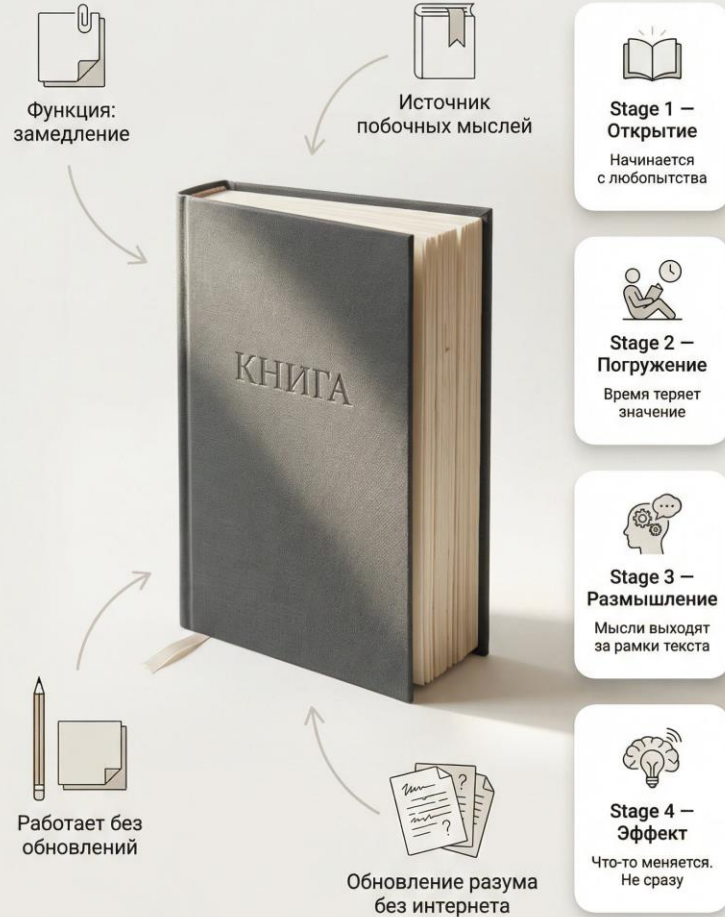 Функция:
замедление
Источник
побочных мыслей
КНИГА
Работает без
обновлений
Обновление разума
без интернета
Stage 1 —
Открытие
Начинается
с любопытства
Stage 2 —
Погружение
Время теряет
значение
Stage 3 —
Размышление
Мысли выходят
за рамки текста
Stage 4 —
Эффект
Что-то меняется.
Не сразу